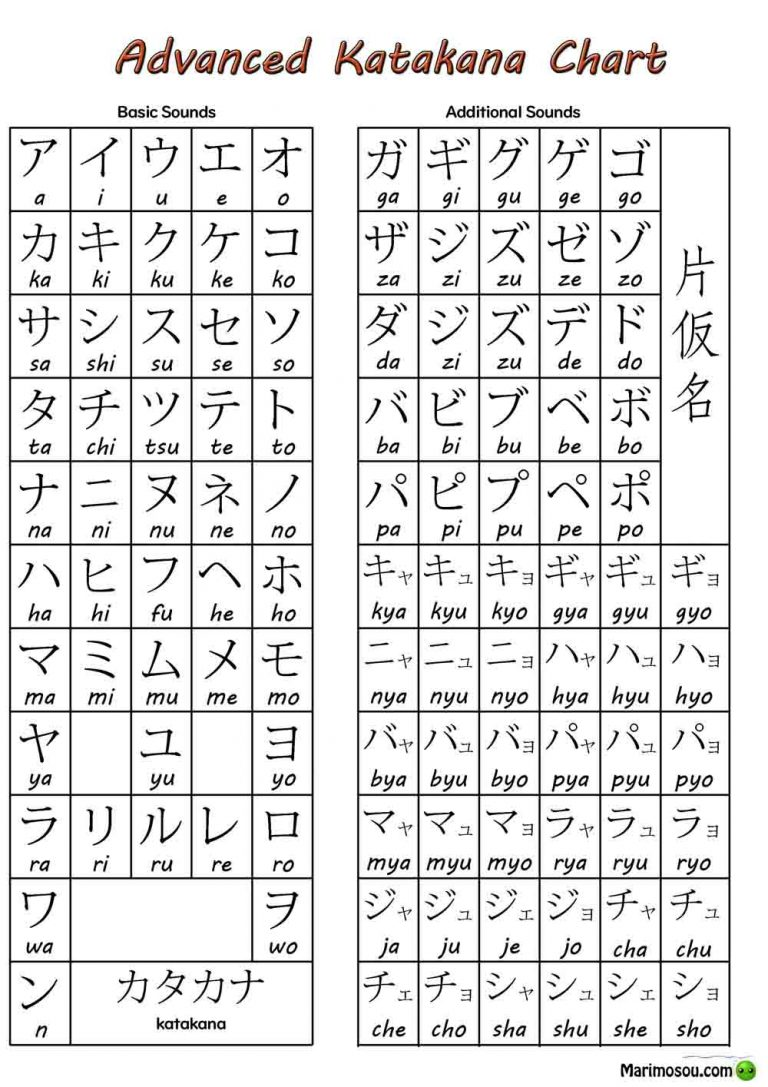 Advanced Katakana Chart
Basic Sounds
ア イ ウ エ オ
a i u e o
カ キ ク ケ コ
ka ki ku ke ko
サ シ ス セ ソ
sa shi su se so
タ チ ツ テ ト
ta chi tsu te to
ナ ニ ヌ ネ ノ
na ni nu ne no
ハ ヒ フ ヘ ホ
ha hi fu he ho
マ ミ ム メ モ
ma mi mu me mo
ヤ ユ ヨ
ya yu yo
ラ リ ル レ ロ
ra ri ru re ro
ワ ヲ
wa wo
ン カタカナ
n katakana
Additional Sounds
ガ ギ グ ゲ ゴ
ga gi gu ge go
ザ ジ ズ ゼ ゾ
za zi zu ze zo
ダ ジ ズ デ ド
da zi zu de do
バ ビ ブ ベ ボ
ba bi bu be bo
パ ピ プ ペ ポ
pa pi pu pe po
片仮名
キャ キュ キョ ギャ ギュ ギョ
kya kyu kyo gya gyu gyo
ニャ ニュ ニョ ハャ ハュ ハョ
nya nyu nyo hya hyu hyo
バャ バュ バョ パャ パュ パョ
bya byu byo pya pyu pyo
マャ マュ マョ ラャ ラュ ラョ
mya myu myo rya ryu ryo
ジャ ジュ ジェ ジョ チャ チュ
ja ju je jo cha chu
チェ チョ シャ シュ シェ ショ
che cho sha shu she sho
Marimosou.com